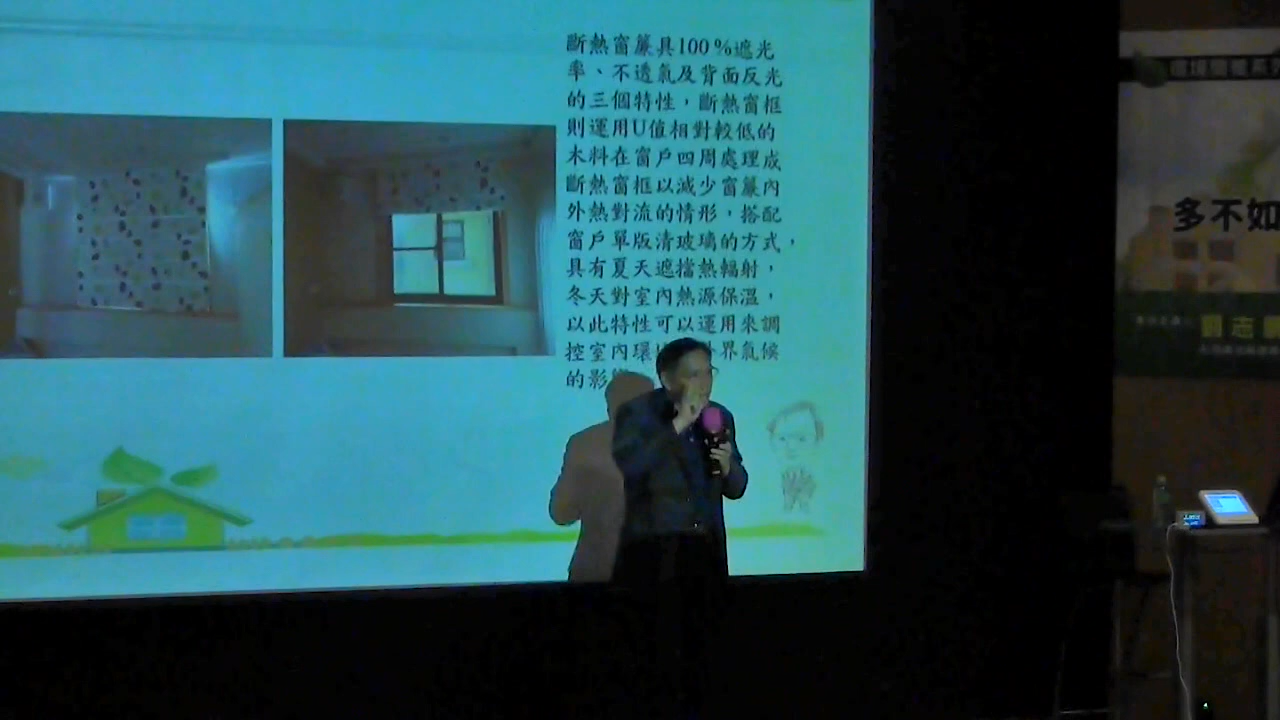 斷熱窗簾具100%遮光
率、不透氣及背面反光
的三個特性，斷熱窗框
則運用U值相對較低的
木料在窗戶四周處理成
斷熱窗框以減少窗簾內
外熱對流的情形，搭配
窗戶單版清玻璃的方式，
具有夏天遮擋熱輻射，
冬天對室內熱源保溫，
以此特性可以運用來調
控室內環 外界氣候
的影
多不如
志